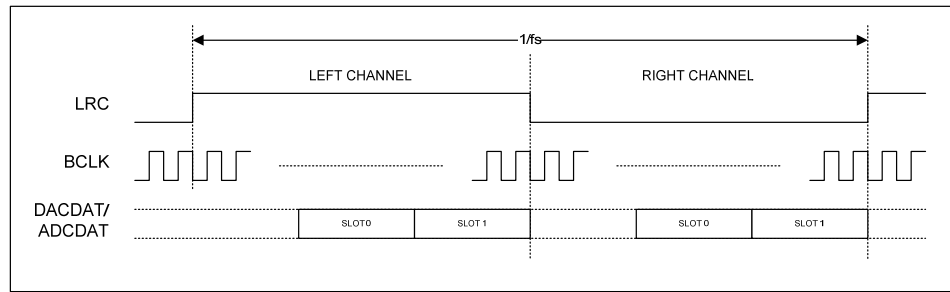 1/fs
LEFT CHANNEL
RIGHT CHANNEL
LRC
BCLK
DACDAT/
ADCDAT
SLOT 0
SLOT 1
SLOT 0
SLOT 1